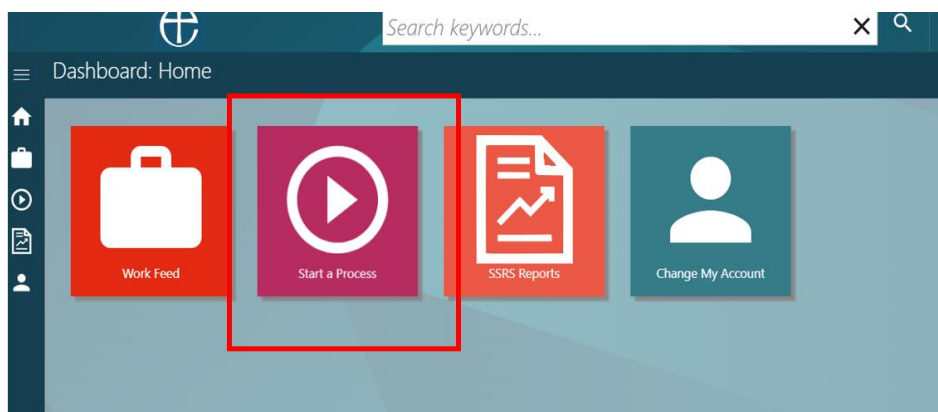 Search keywords...
Dashboard: Home
Work Feed
Start a Process
SSRS Reports
Change My Account